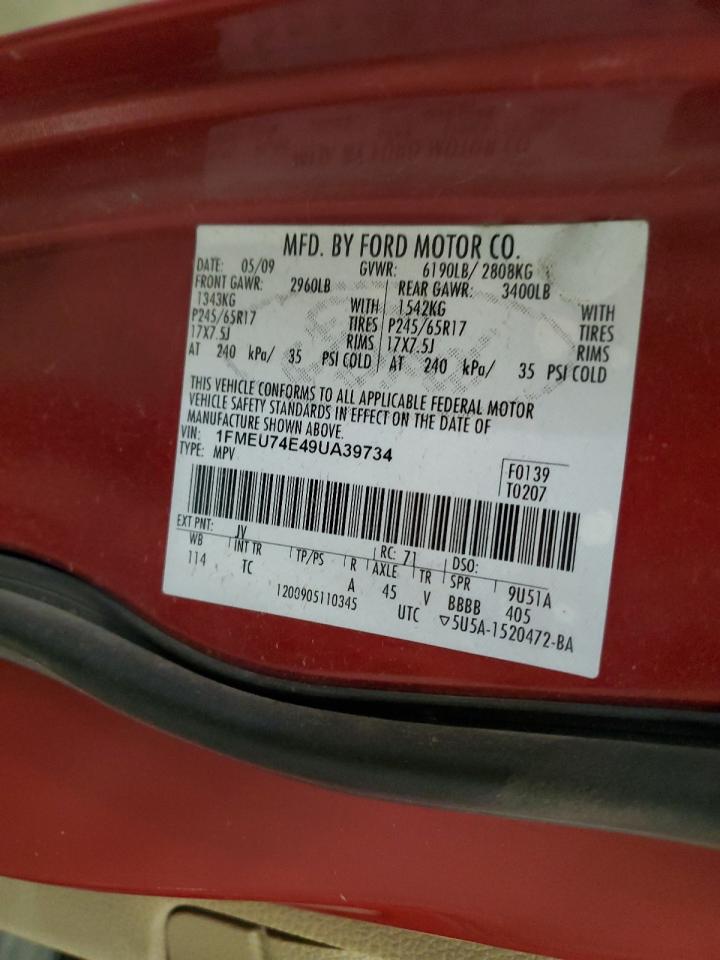 MFD. BY FORD MOTOR CO.
DATE: 05/09 GVWR: 6190LB/ 2808KG
FRONT GAWR: 2960LB REAR GAWR: 3400LB
1343KG WITH 1542KG WITH
P245/65R17 TIRES P245/65R17 TIRES
17X7.5J RIMS 17X7.5J RIMS
AT 240 kPa/ 35 PSI COLD AT 240 kPa/ 35 PSI COLD
THIS VEHICLE CONFORMS TO ALL APPLICABLE FEDERAL MOTOR
VEHICLE SAFETY STANDARDS IN EFFECT ON THE DATE OF
MANUFACTURE SHOWN ABOVE.
VIN: 1FMEU74E49UA39734
TYPE: MPV
F0139
T0207
EXT PNT: JV RC: 71 DSO:
WB INT TR TP/PS R AXLE TR SPR 9U51A
114 TC A 45 V BBBB 405
1200905110345 UTC ▽5U5A-1520472-BA